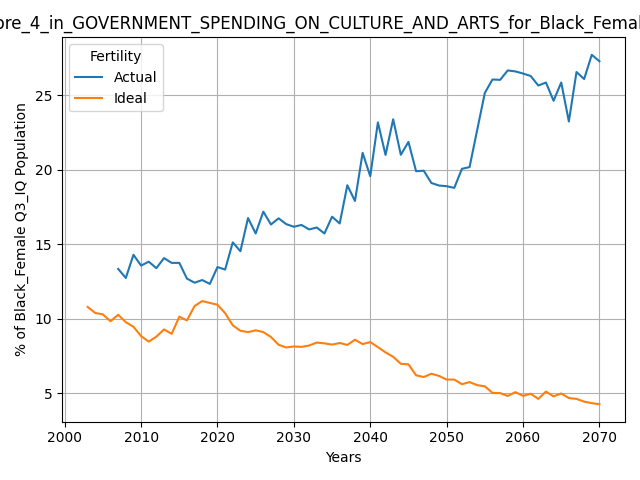 ore_4_in_GOVERNMENT_SPENDING_ON_CULTURE_AND_ARTS_for_Black_Femal
Fertility
Actual
Ideal
% of Black_Female Q3_IQ Population
25
20
15
10
5
2000 2010 2020 2030 2040 2050 2060 2070
Years